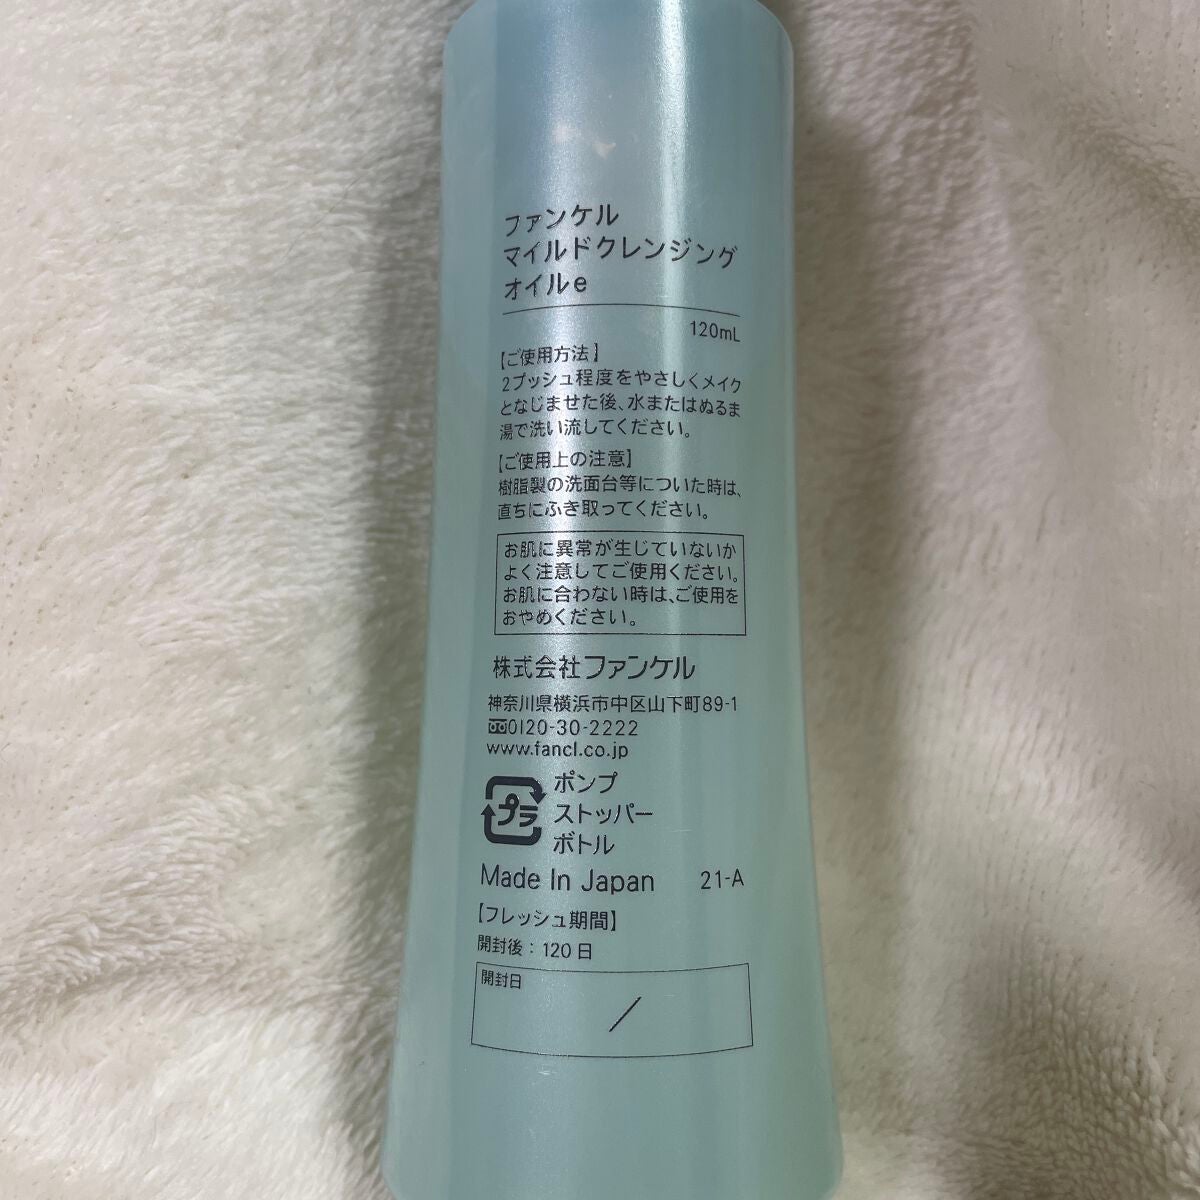 ファンケル
マイルドクレンジング
オイルe
120mL
【ご使用方法】
2プッシュ程度をやさしくメイク
となじませた後、水またはぬるま
湯で洗い流してください。
【ご使用上の注意】
樹脂製の洗面台等についた時は、
直ちにふき取ってください。
お肌に異常が生じていないか
よく注意してご使用ください。
お肌に合わない時は、ご使用を
おやめください。
株式会社ファンケル
神奈川県横浜市中区山下町89-1
0120-30-2222
www.fancl.co.jp
プラ
ポンプ
ストッパー
ボトル
Made In Japan 21-A
【フレッシュ期間】
開封後：120日
開封日
/